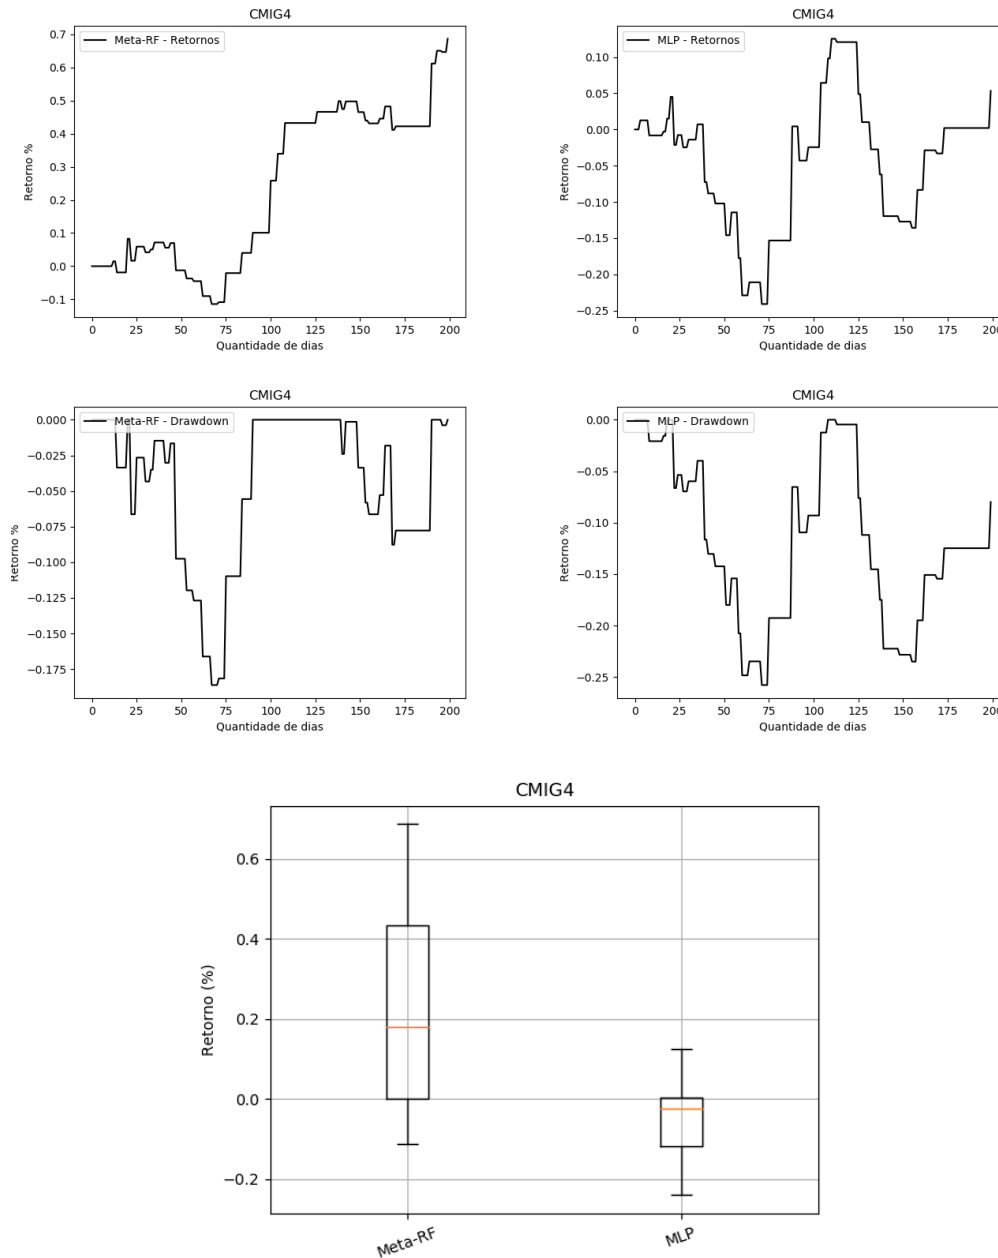 CMIG4
Meta-RF - Retornos
Retorno %
0.7
0.6
0.5
0.4
0.3
0.2
0.1
0.0
−0.1
0 25 50 75 100 125 150 175 200
Quantidade de dias
CMIG4
MLP - Retornos
Retorno %
0.10
0.05
0.00
−0.05
−0.10
−0.15
−0.20
−0.25
0 25 50 75 100 125 150 175 200
Quantidade de dias
CMIG4
Meta-RF - Drawdown
Retorno %
0.000
−0.025
−0.050
−0.075
−0.100
−0.125
−0.150
−0.175
0 25 50 75 100 125 150 175 200
Quantidade de dias
CMIG4
MLP - Drawdown
Retorno %
0.00
−0.05
−0.10
−0.15
−0.20
−0.25
0 25 50 75 100 125 150 175 200
Quantidade de dias
CMIG4
Retorno (%)
0.6
0.4
0.2
0.0
−0.2
Meta-RF MLP